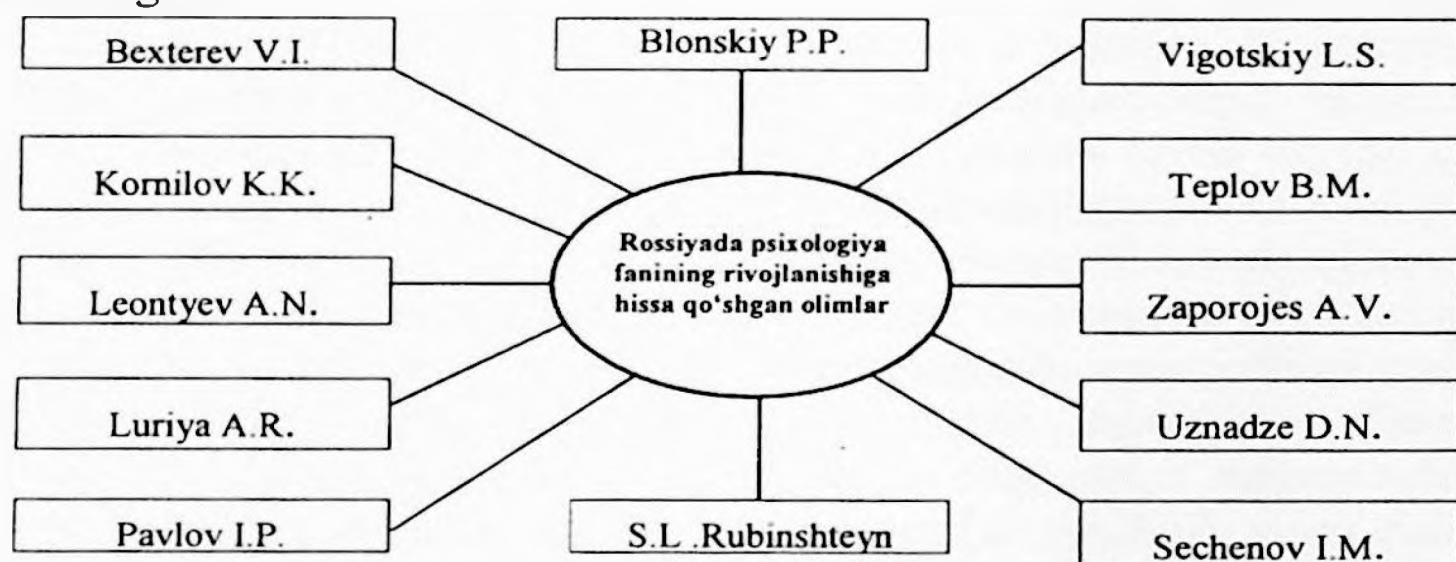 Bexterev V.I.
Blonskiy P.P.
Vigotskiy L.S.
Kornilov K.K.
Teplov B.M.
Rossiyada psixologiya
fanining rivojlanishiga
hissa qo‘shgan olimlar
Leontyev A.N.
Zaporojes A.V.
Luriya A.R.
Uznadze D.N.
Pavlov I.P.
S.L .Rubinshteyn
Sechenov I.M.